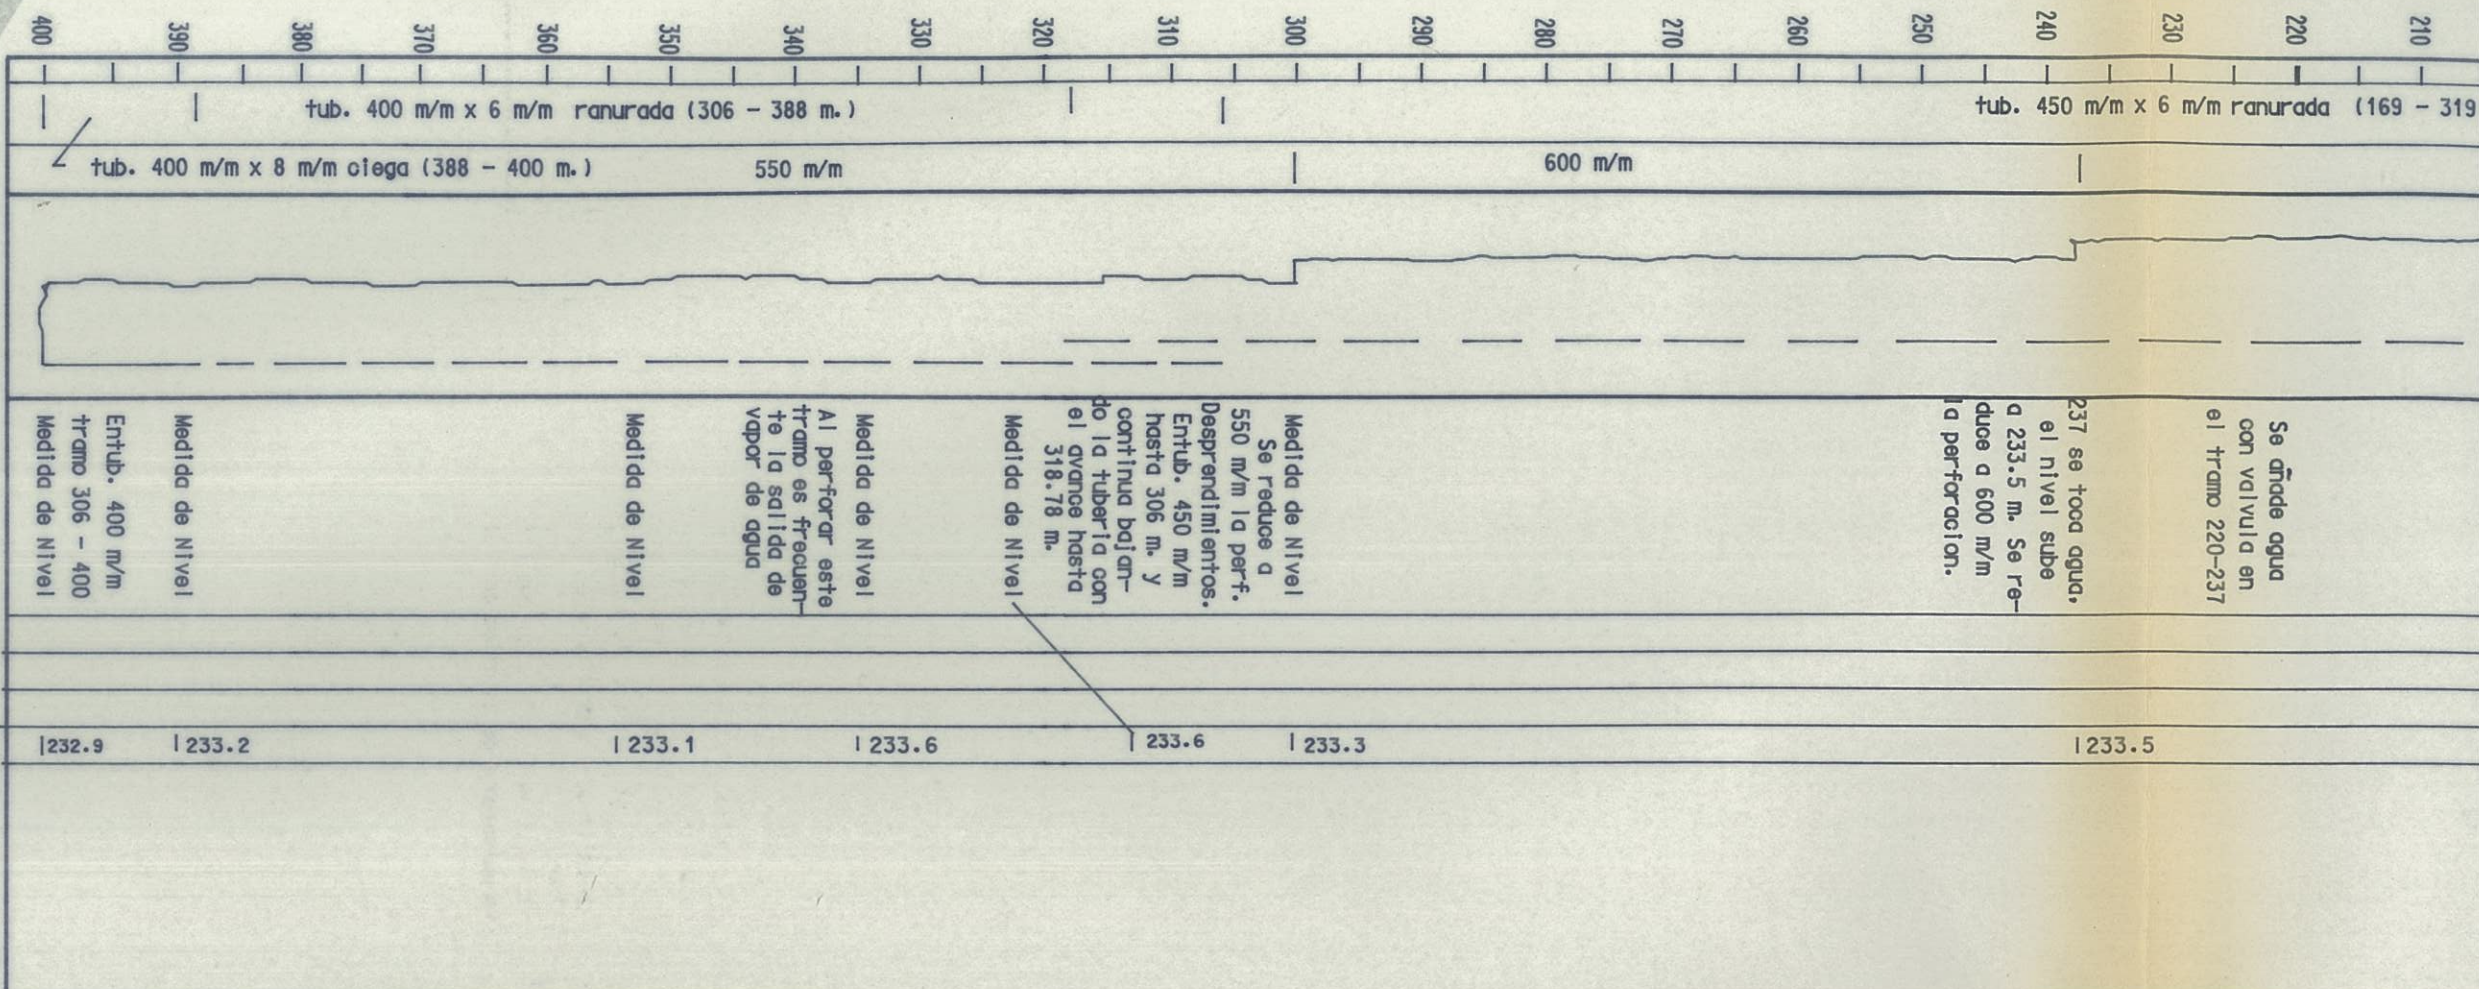 400 390 380 370 360 350 340 330 320 310 300 290 280 270 260 250 240 230 220 210
tub. 400 m/m x 6 m/m ranurada (306 - 388 m.)
tub. 450 m/m x 6 m/m ranurada (169 - 319
tub. 400 m/m x 8 m/m ciega (388 - 400 m.)
550 m/m
600 m/m
Medida de Nivel
Entub. 400 m/m
tramo 306 - 400
Medida de Nivel
Medida de Nivel
Al perforar este
tramo es frecuen-
te la salida de
vapor de agua
Medida de Nivel
Medida de Nivel
Medida de Nivel
Se reduce a
550 m/m la perf.
Desprendimientos.
Entub. 450 m/m
hasta 306 m. y
continua bajan-
do la tuberia con
el avance hasta
318.78 m.
237 se toca agua,
el nivel sube
a 233.5 m. Se re-
duce a 600 m/m
la perforacion.
Se añade agua
con valvula en
el tramo 220-237
232.9
233.2
233.1
233.6
233.6
233.3
233.5